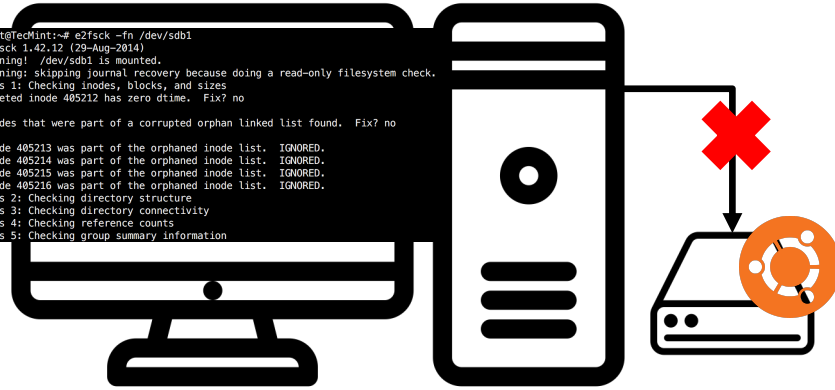 t@TecMint:~# e2fsck -fn /dev/sdb1
sck 1.42.12 (29-Aug-2014)
ning!  /dev/sdb1 is mounted.
ning: skipping journal recovery because doing a read-only filesystem check.
s 1: Checking inodes, blocks, and sizes
eted inode 405212 has zero dtime.  Fix? no
des that were part of a corrupted orphan linked list found.  Fix? no
de 405213 was part of the orphaned inode list.  IGNORED.
de 405214 was part of the orphaned inode list.  IGNORED.
de 405215 was part of the orphaned inode list.  IGNORED.
de 405216 was part of the orphaned inode list.  IGNORED.
s 2: Checking directory structure
s 3: Checking directory connectivity
s 4: Checking reference counts
s 5: Checking group summary information